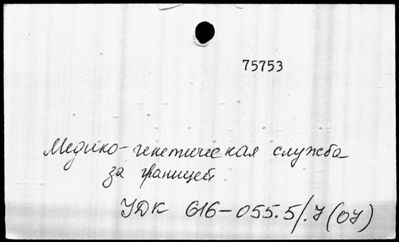 75753
Медико-генетическая служба
за границей.
УДК 616-055.5/.7(07)